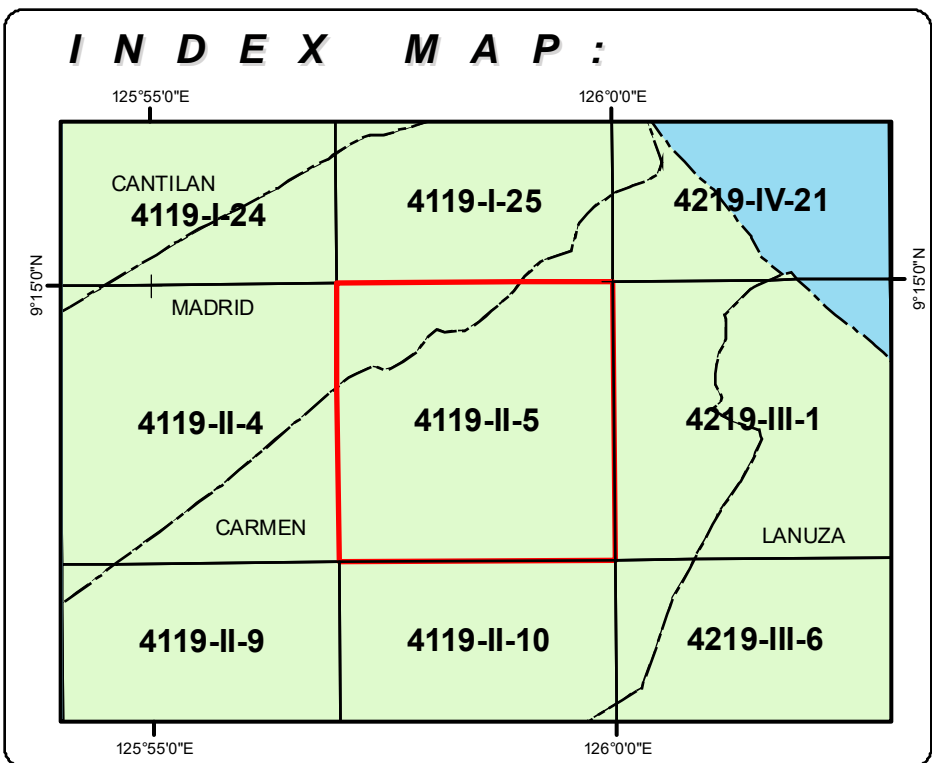 INDEX MAP:
125°55'0"E 126°0'0"E
CANTILAN
4119-I-24 4119-I-25 4219-IV-21
9°15'0"N 9°15'0"N
MADRID
4119-II-4 4119-II-5 4219-III-1
CARMEN LANUZA
4119-II-9 4119-II-10 4219-III-6
125°55'0"E 126°0'0"E